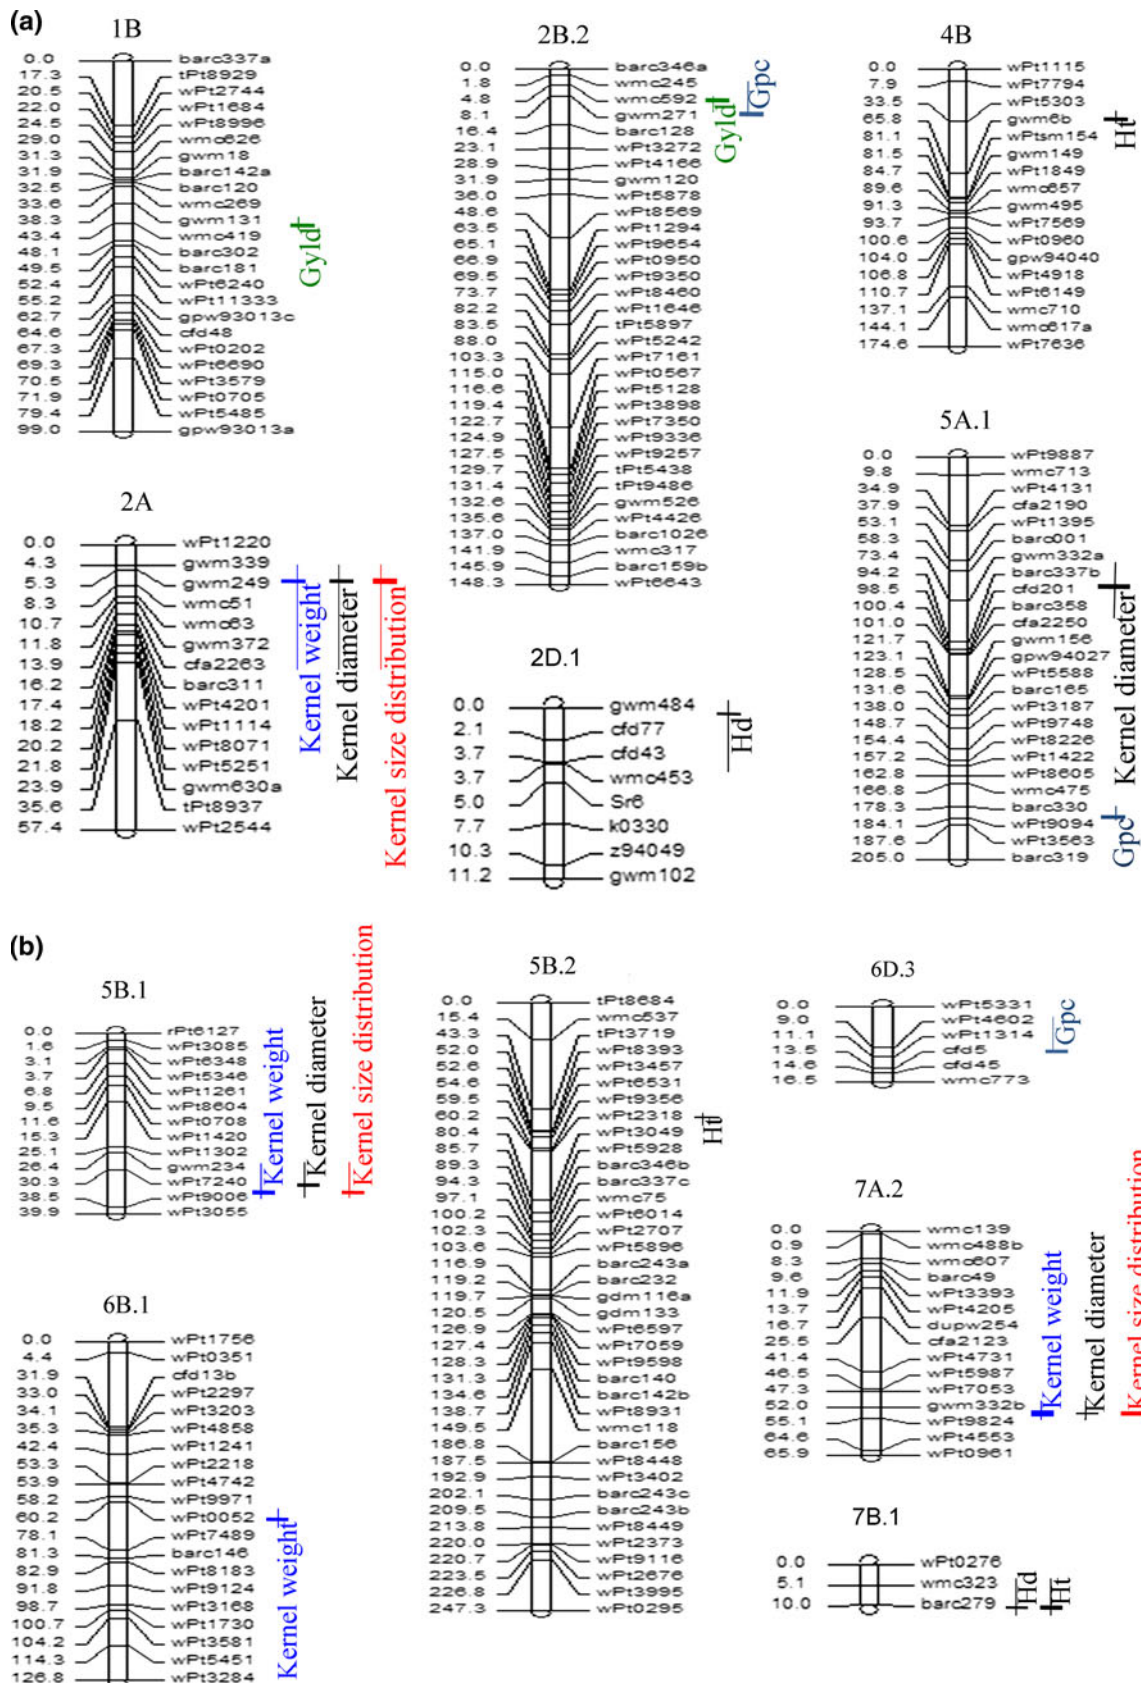 (a)
1B
0.0 barc337a
17.3 tPt8929
20.5 wPt2744
22.0 wPt1684
24.5 wPt8996
29.0 wmc626
31.3 gwm18
31.9 barc142a
32.5 barc120
33.6 wmc269
38.3 gwm131
43.4 wmc419
48.1 barc302
49.5 barc181
52.4 wPt6240
55.2 wPt11333
62.7 gpw93013c
64.6 cfd48
67.3 wPt0202
69.3 wPt6690
70.5 wPt3579
71.9 wPt0705
79.4 wPt5485
99.0 gpw93013a
Gyld
2A
0.0 wPt1220
4.3 gwm339
5.3 gwm249
8.3 wmc51
10.7 wmc63
11.8 gwm372
13.9 cfa2263
16.2 barc311
17.4 wPt4201
18.2 wPt1114
20.2 wPt8071
21.8 wPt5251
23.9 gwm630a
35.6 tPt8937
57.4 wPt2544
Kernel weight
Kernel diameter
Kernel size distribution
2B.2
0.0 barc346a
1.8 wmc245
4.8 wmc592
8.1 gwm271
16.4 barc128
23.1 wPt3272
28.9 wPt4166
31.9 gwm120
36.0 wPt5878
48.6 wPt8569
63.5 wPt1294
65.1 wPt9654
66.9 wPt0950
69.5 wPt9350
73.7 wPt8460
82.2 wPt1646
83.5 tPt5897
88.0 wPt5242
103.3 wPt7161
115.0 wPt0567
116.6 wPt5128
119.4 wPt3898
122.7 wPt7350
124.9 wPt9336
127.5 wPt9257
129.7 tPt5438
131.4 tPt9486
132.6 gwm526
135.6 wPt4426
137.0 barc1026
141.9 wmc317
145.9 barc159b
148.3 wPt6643
Gyld
Gpc
2D.1
0.0 gwm484
2.1 cfd77
3.7 cfd43
3.7 wmc453
5.0 Sr6
7.7 k0330
10.3 z94049
11.2 gwm102
Hd
4B
0.0 wPt1115
7.9 wPt7794
33.5 wPt5303
65.8 gwm6b
81.1 wPtsm154
81.5 gwm149
84.7 wPt1849
89.6 wmc657
91.3 gwm495
93.7 wPt7569
100.6 wPt0960
104.0 gpw94040
106.8 wPt4918
110.7 wPt6149
137.1 wmc710
144.1 wmc617a
174.6 wPt7636
Ht
5A.1
0.0 wPt9887
9.8 wmc713
34.9 wPt4131
37.9 cfa2190
53.1 wPt1395
58.3 barc001
73.4 gwm332a
94.2 barc337b
98.5 cfd201
100.4 barc358
101.0 cfa2250
121.7 gwm156
123.1 gpw94027
128.5 wPt5588
131.6 barc165
138.0 wPt3187
148.7 wPt9748
154.4 wPt8226
157.2 wPt1422
162.8 wPt8605
166.8 wmc475
178.3 barc330
184.1 wPt9094
187.6 wPt3563
205.0 barc319
Kernel diameter
Gpc
(b)
5B.1
0.0 rPt6127
1.6 wPt3085
3.1 wPt6348
3.7 wPt5346
6.8 wPt1261
9.5 wPt8604
11.6 wPt0708
15.3 wPt1420
25.1 wPt1302
26.4 gwm234
30.3 wPt7240
38.5 wPt9006
39.9 wPt3055
Kernel weight
Kernel diameter
Kernel size distribution
6B.1
0.0 wPt1756
4.4 wPt0351
31.9 cfd13b
33.0 wPt2297
34.1 wPt3203
35.3 wPt4858
42.4 wPt1241
53.3 wPt2218
53.9 wPt4742
58.2 wPt9971
60.2 wPt0052
78.1 wPt7489
81.3 barc146
82.9 wPt8183
91.8 wPt9124
98.7 wPt3168
100.7 wPt1730
104.2 wPt3581
114.3 wPt5451
126.8 wPt3284
Kernel weight
5B.2
0.0 tPt8684
15.4 wmc537
43.3 tPt3719
52.0 wPt8393
52.6 wPt3457
54.6 wPt6531
59.5 wPt9356
60.2 wPt2318
80.4 wPt3049
85.7 wPt5928
89.3 barc346b
94.3 barc337c
97.1 wmc75
100.2 wPt6014
102.3 wPt2707
103.6 wPt5896
116.9 barc243a
119.2 barc232
119.7 gdm116a
120.5 gdm133
126.9 wPt6597
127.4 wPt7059
128.3 wPt9598
131.3 barc140
134.6 barc142b
138.7 wPt8931
149.5 wmc118
186.8 barc156
187.5 wPt8448
192.9 wPt3402
202.1 barc243c
209.5 barc243b
213.8 wPt8449
220.0 wPt2373
220.7 wPt9116
223.5 wPt2676
226.8 wPt3995
247.3 wPt0295
Ht
6D.3
0.0 wPt5331
9.0 wPt4602
11.1 wPt1314
13.5 cfd5
14.6 cfd45
16.5 wmc773
Gpc
7A.2
0.0 wmc139
0.9 wmc488b
8.3 wmc607
9.6 barc49
11.9 wPt3393
13.7 wPt4205
16.7 dupw254
25.5 cfa2123
41.4 wPt4731
46.5 wPt5987
47.3 wPt7053
52.0 gwm332b
55.1 wPt9824
64.6 wPt4553
65.9 wPt0961
Kernel weight
Kernel diameter
Kernel size distribution
7B.1
0.0 wPt0276
5.1 wmc323
10.0 barc279
Hd
Ht